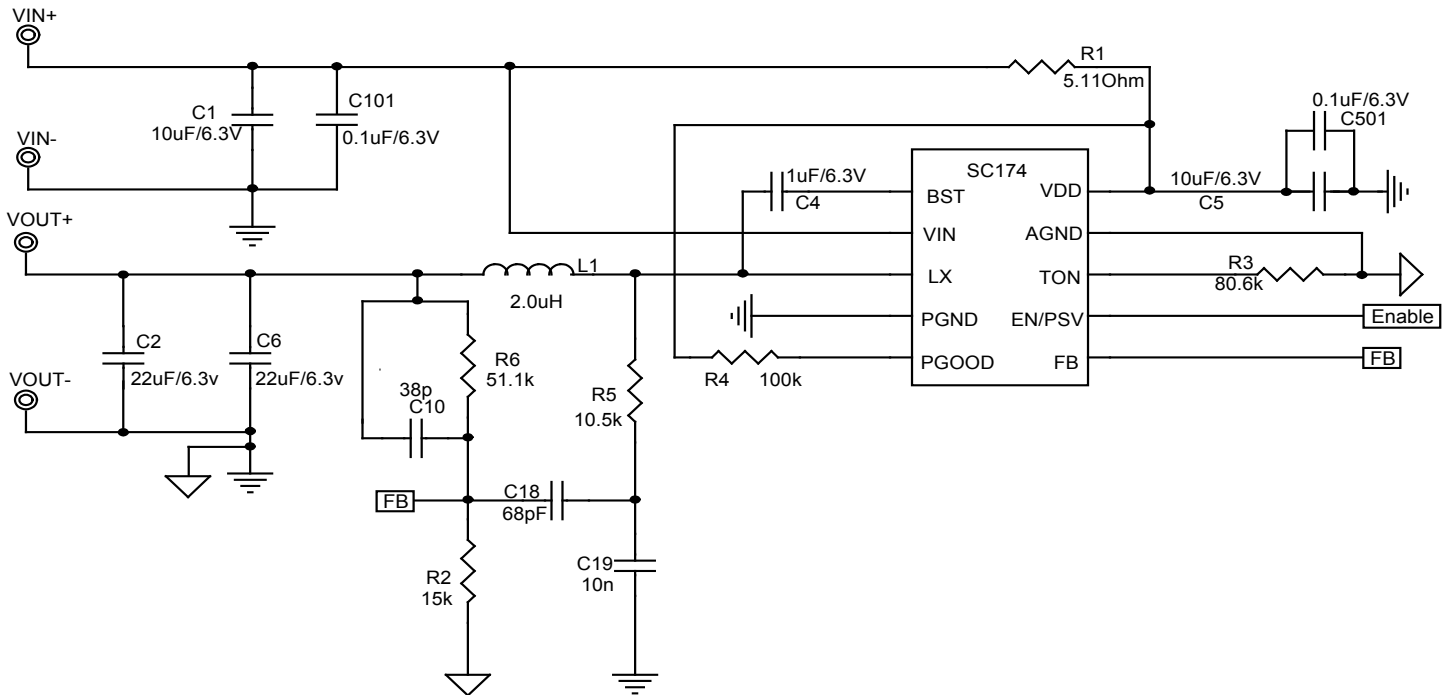 VIN+
R1
5.11Ohm
C1
10uF/6.3V
C101
0.1uF/6.3V
0.1uF/6.3V
C501
VIN-
1uF/6.3V
C4
SC174
BST
VDD
10uF/6.3V
C5
VOUT+
VIN
AGND
L1
2.0uH
LX
TON
R3
80.6k
PGND
EN/PSV
Enable
C2
22uF/6.3v
C6
22uF/6.3v
R6
51.1k
R4
100k
PGOOD
FB
FB
VOUT-
38p
C10
R5
10.5k
FB
C18
68pF
C19
10n
R2
15k